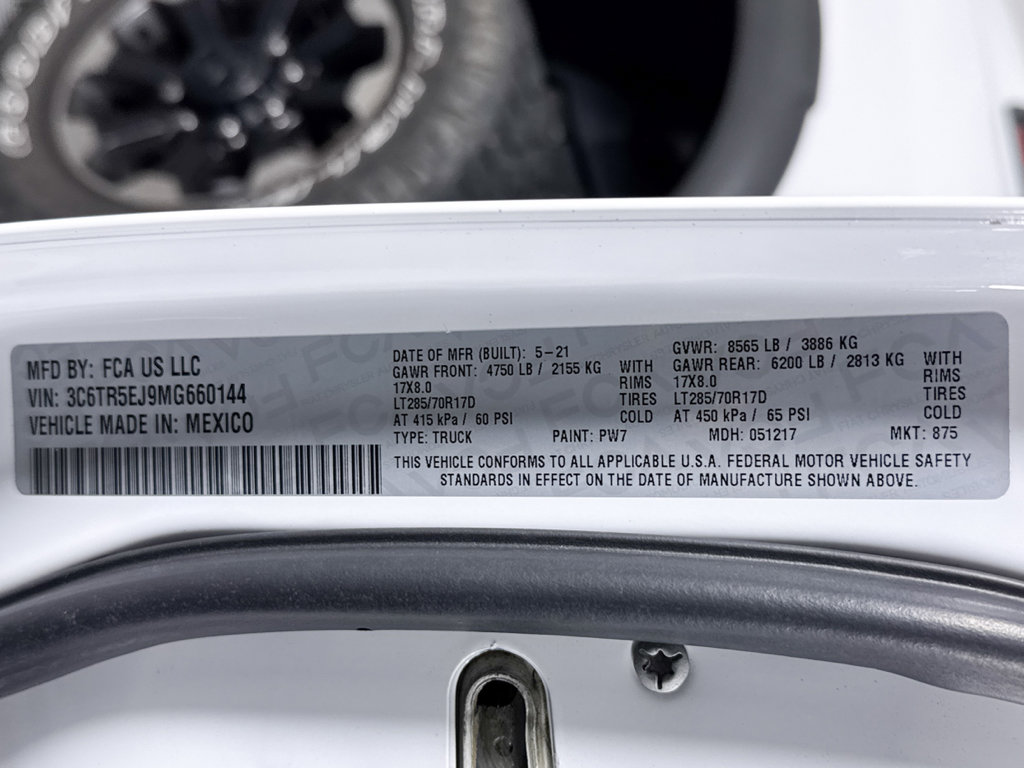 MFD BY: FCA US LLC
VIN: 3C6TR5EJ9MG660144
VEHICLE MADE IN: MEXICO
DATE OF MFR (BUILT): 5-21
GAWR FRONT: 4750 LB / 2155 KG WITH
17X8.0 RIMS
LT285/70R17D TIRES
AT 415 kPa / 60 PSI COLD
GVWR: 8565 LB / 3886 KG
GAWR REAR: 6200 LB / 2813 KG WITH
17X8.0 RIMS
LT285/70R17D TIRES
AT 450 kPa / 65 PSI COLD
TYPE: TRUCK PAINT: PW7 MDH: 051217 MKT: 875
THIS VEHICLE CONFORMS TO ALL APPLICABLE U.S.A. FEDERAL MOTOR VEHICLE SAFETY
STANDARDS IN EFFECT ON THE DATE OF MANUFACTURE SHOWN ABOVE.